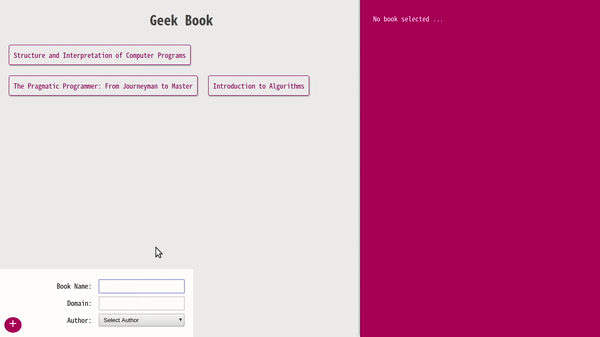 Geek Book
No book selected ...
Structure and Interpretation of Computer Programs
The Pragmatic Programmer: From Journeyman to Master
Introduction to Algorithms
Book Name:
Domain:
Author:
Select Author
+